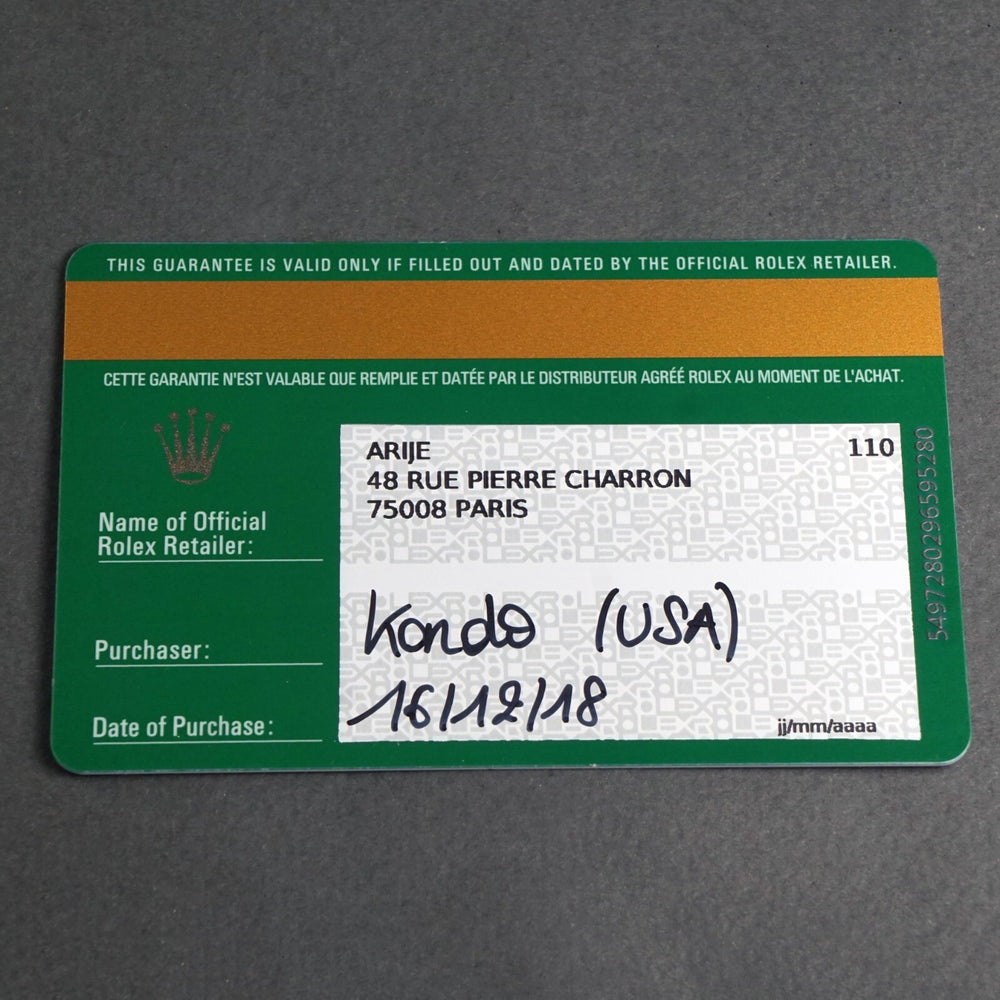 THIS GUARANTEE IS VALID ONLY IF FILLED OUT AND DATED BY THE OFFICIAL ROLEX RETAILER.
CETTE GARANTIE N'EST VALABLE QUE REMPLIE ET DATÉE PAR LE DISTRIBUTEUR AGRÉÉ ROLEX AU MOMENT DE L'ACHAT.
ARIJE 110
48 RUE PIERRE CHARRON
75008 PARIS
Name of Official
Rolex Retailer:
Purchaser: Kondo (USA)
Date of Purchase: 16/12/18 jj/mm/aaaa
5497280296595280